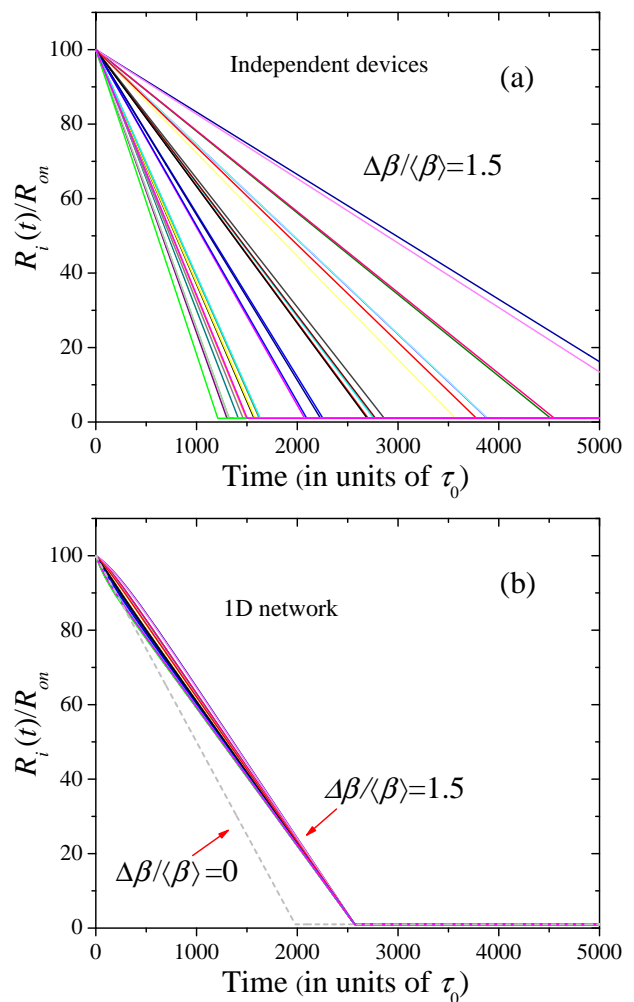 100
80
60
40
20
0
R_i(t)/R_on
Independent devices
(a)
Δβ/⟨β⟩=1.5
0 1000 2000 3000 4000 5000
Time (in units of τ_0)
100
80
60
40
20
0
R_i(t)/R_on
(b)
1D network
Δβ/⟨β⟩=1.5
Δβ/⟨β⟩=0
0 1000 2000 3000 4000 5000
Time (in units of τ_0)